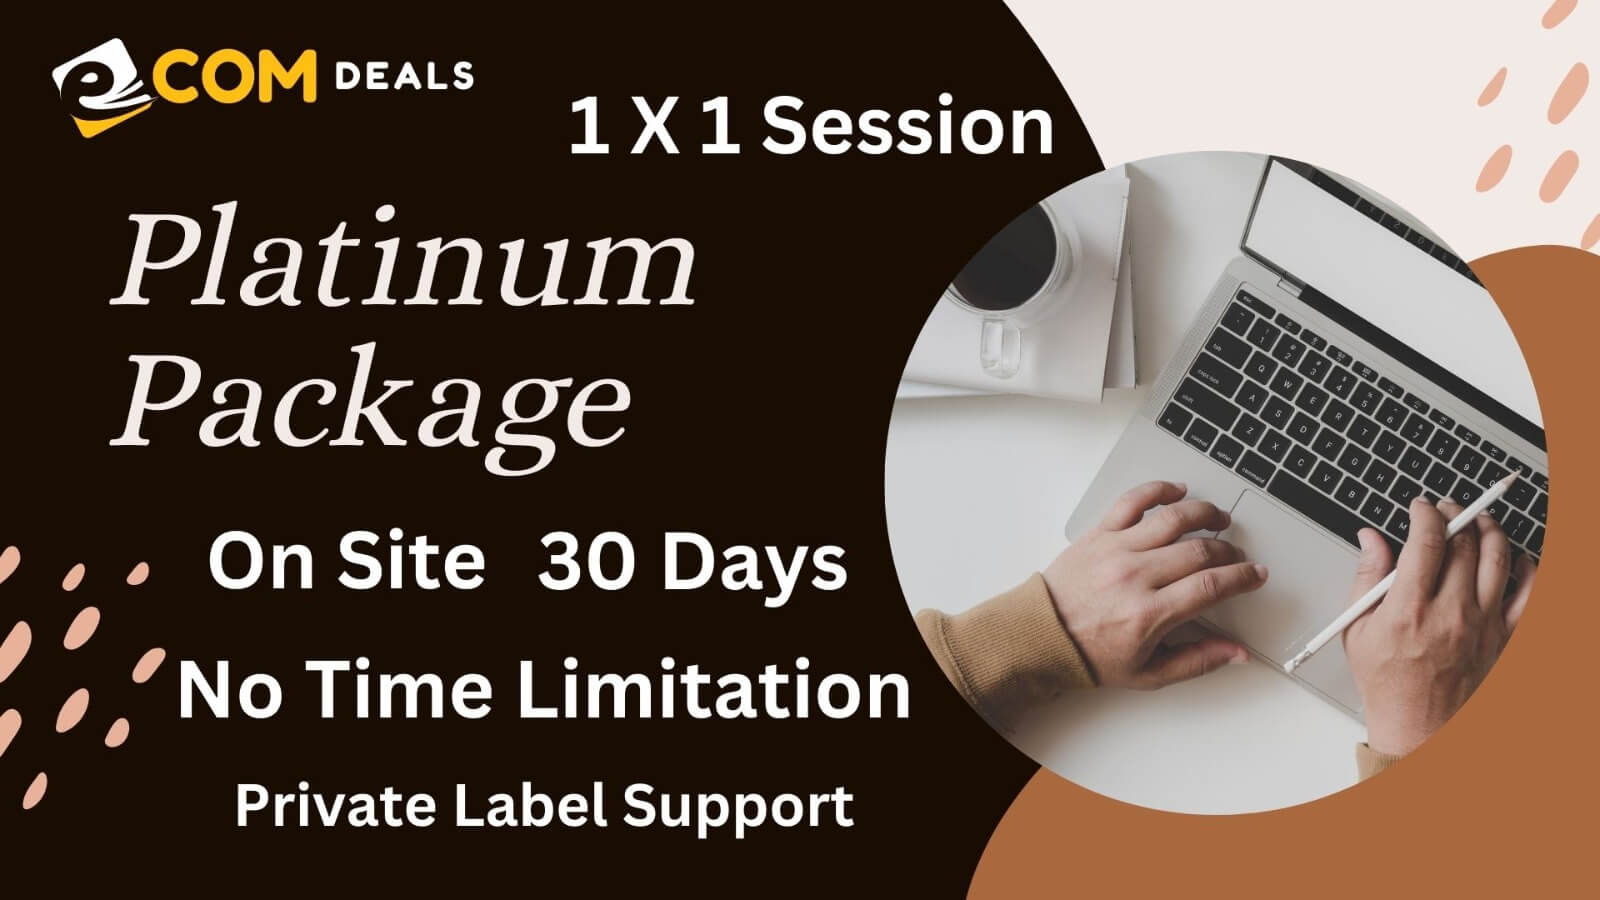 eCOM DEALS
1 X 1 Session
Platinum
Package
On Site 30 Days
No Time Limitation
Private Label Support